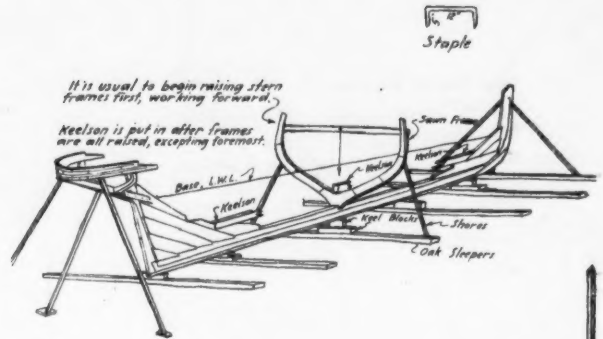 12"
Staple
It is usual to begin raising stern
frames first, working forward.
Keelson is put in after frames
are all raised, excepting foremost.
Sawn Frame
Base, L.W.L.
Keelson
Keelson
Keelson
Keel Blocks
Shores
Oak Sleepers